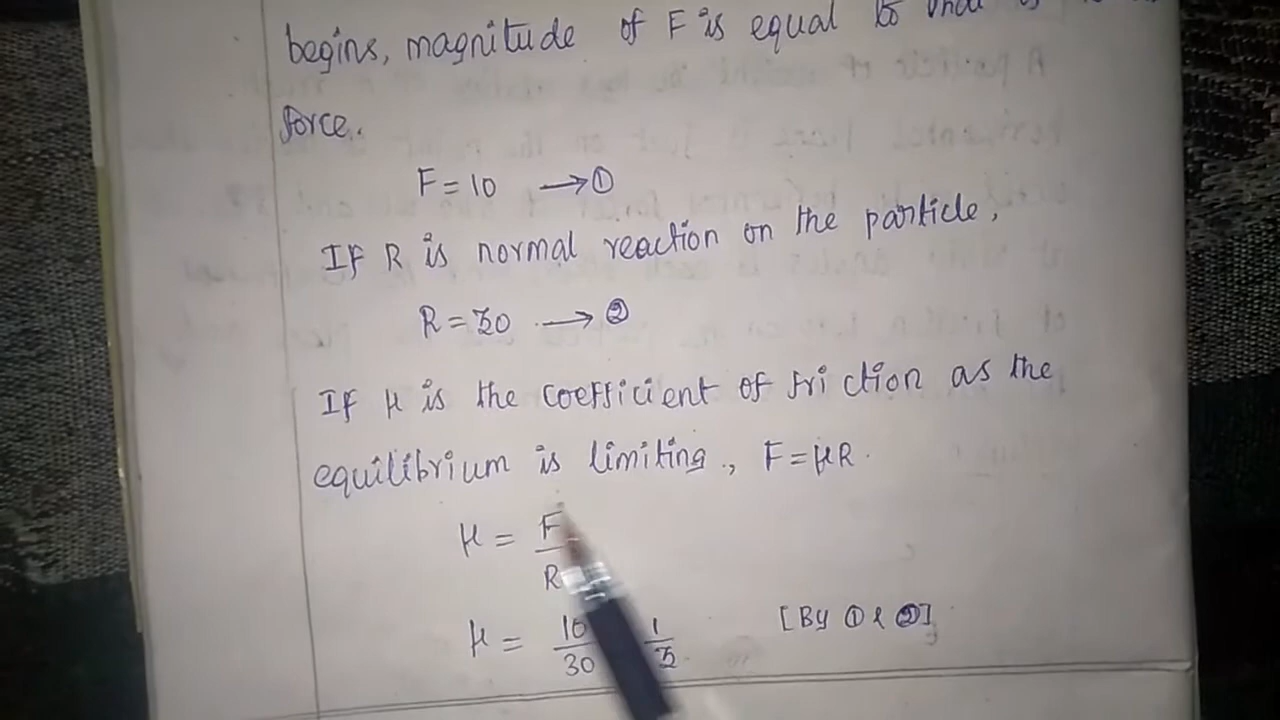 begins, magnitude of F is equal to
force.
F = 10 → ①
If R is normal reaction on the particle,
R = 30 → ②
If μ is the coefficient of friction as the
equilibrium is limiting, F = μR.
μ = F/R
μ = 10/30 1/3 [By ① & ②]